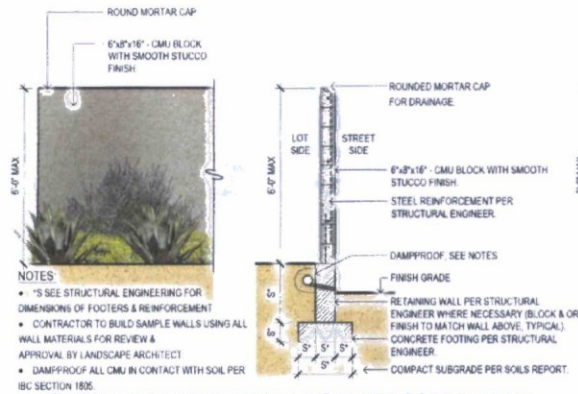 ROUND MORTAR CAP
6"x8"x16" - CMU BLOCK
WITH SMOOTH STUCCO
FINISH
6'-0" MAX
NOTES:
• *S SEE STRUCTURAL ENGINEERING FOR
DIMENSIONS OF FOOTERS & REINFORCEMENT
• CONTRACTOR TO BUILD SAMPLE WALLS USING ALL
WALL MATERIALS FOR REVIEW &
APPROVAL BY LANDSCAPE ARCHITECT
• DAMPPROOF ALL CMU IN CONTACT WITH SOIL PER
IBC SECTION 1805.
ROUNDED MORTAR CAP
FOR DRAINAGE.
LOT
SIDE
STREET
SIDE
6'-0" MAX
6"x8"x16" - CMU BLOCK WITH SMOOTH
STUCCO FINISH.
STEEL REINFORCEMENT PER
STRUCTURAL ENGINEER.
DAMPPROOF, SEE NOTES
FINISH GRADE
RETAINING WALL PER STRUCTURAL
ENGINEER WHERE NECESSARY (BLOCK & OR
FINISH TO MATCH WALL ABOVE, TYPICAL).
CONCRETE FOOTING PER STRUCTURAL
ENGINEER.
COMPACT SUBGRADE PER SOILS REPORT.
S*
S*
S* S* S*
S*